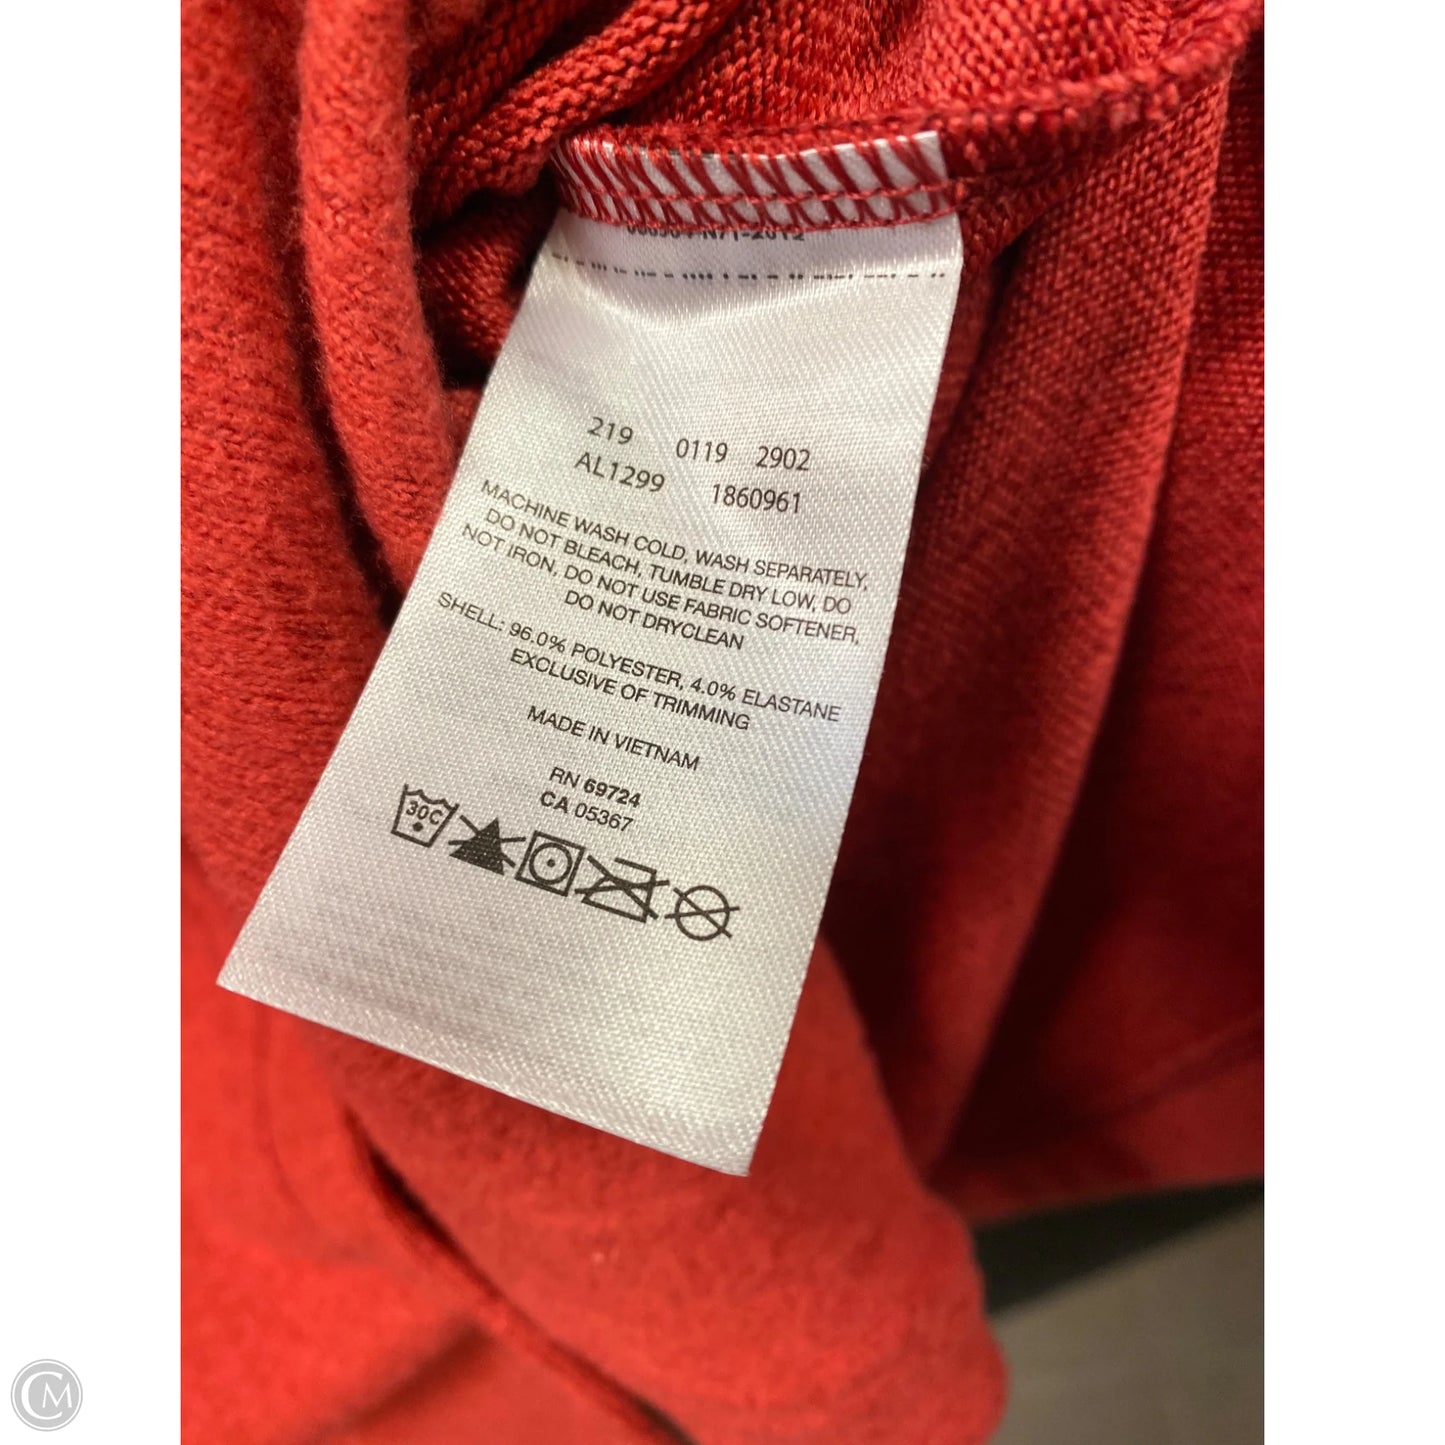 219 0119 2902
AL1299 1860961
MACHINE WASH COLD, WASH SEPARATELY,
DO NOT BLEACH, TUMBLE DRY LOW, DO
NOT IRON, DO NOT USE FABRIC SOFTENER,
DO NOT DRYCLEAN
SHELL: 96.0% POLYESTER, 4.0% ELASTANE
EXCLUSIVE OF TRIMMING
MADE IN VIETNAM
RN 69724
CA 05367
30C
CM